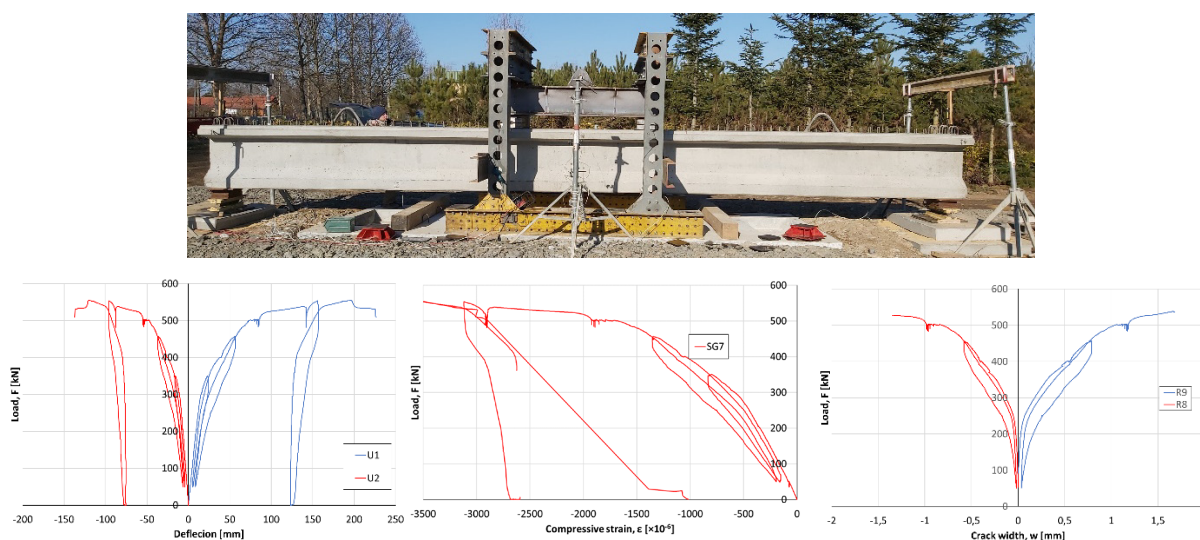 600
500
400
300
200
100
0
Load, F [kN]
-200 -150 -100 -50 0 50 100 150 200 250
Deflecion [mm]
U1
U2
600
500
400
300
200
100
0
Load, F [kN]
-3500 -3000 -2500 -2000 -1500 -1000 -500 0
Compressive strain, ε [×10⁻⁶]
SG7
600
500
400
300
200
100
0
Load, F [kN]
-2 -1,5 -1 -0,5 0 0,5 1 1,5 2
Crack width, w [mm]
R9
R8